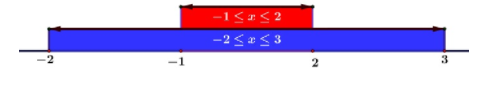 −1 ≤ x ≤ 2
−2 ≤ x ≤ 3
−2 −1 2 3